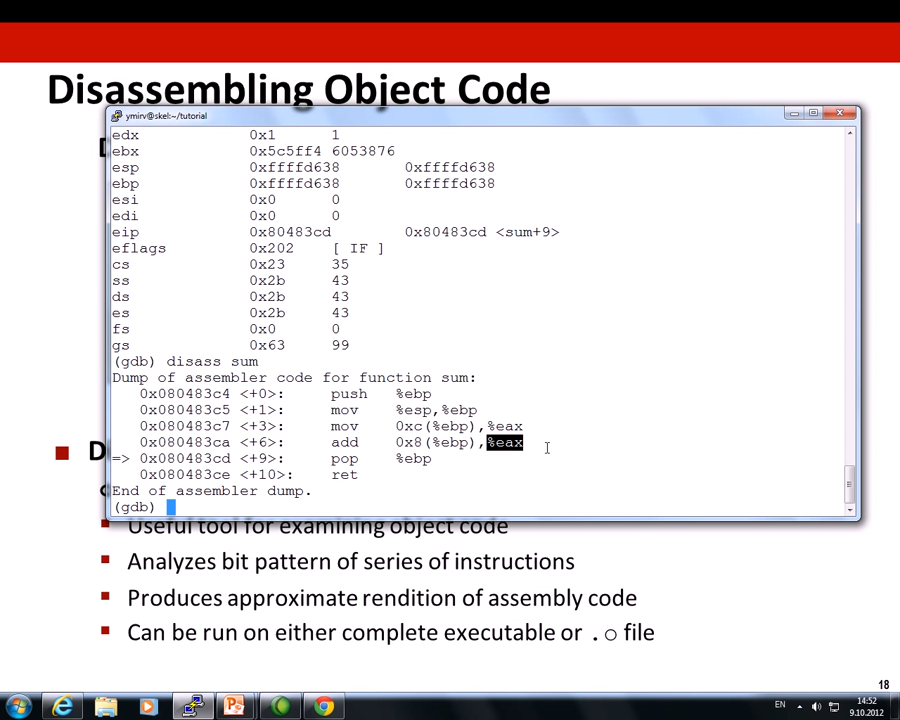 Disassembling Object Code
ymirv@skel:~/tutorial
edx 0x1 1
ebx 0x5c5ff4 6053876
esp 0xffffd638 0xffffd638
ebp 0xffffd638 0xffffd638
esi 0x0 0
edi 0x0 0
eip 0x80483cd 0x80483cd <sum+9>
eflags 0x202 [ IF ]
cs 0x23 35
ss 0x2b 43
ds 0x2b 43
es 0x2b 43
fs 0x0 0
gs 0x63 99
(gdb) disass sum
Dump of assembler code for function sum:
0x080483c4 <+0>: push %ebp
0x080483c5 <+1>: mov %esp,%ebp
0x080483c7 <+3>: mov 0xc(%ebp),%eax
0x080483ca <+6>: add 0x8(%ebp),%eax
=> 0x080483cd <+9>: pop %ebp
0x080483ce <+10>: ret
End of assembler dump.
(gdb)
Useful tool for examining object code
Analyzes bit pattern of series of instructions
Produces approximate rendition of assembly code
Can be run on either complete executable or .o file
18
EN 14:52
9.10.2012